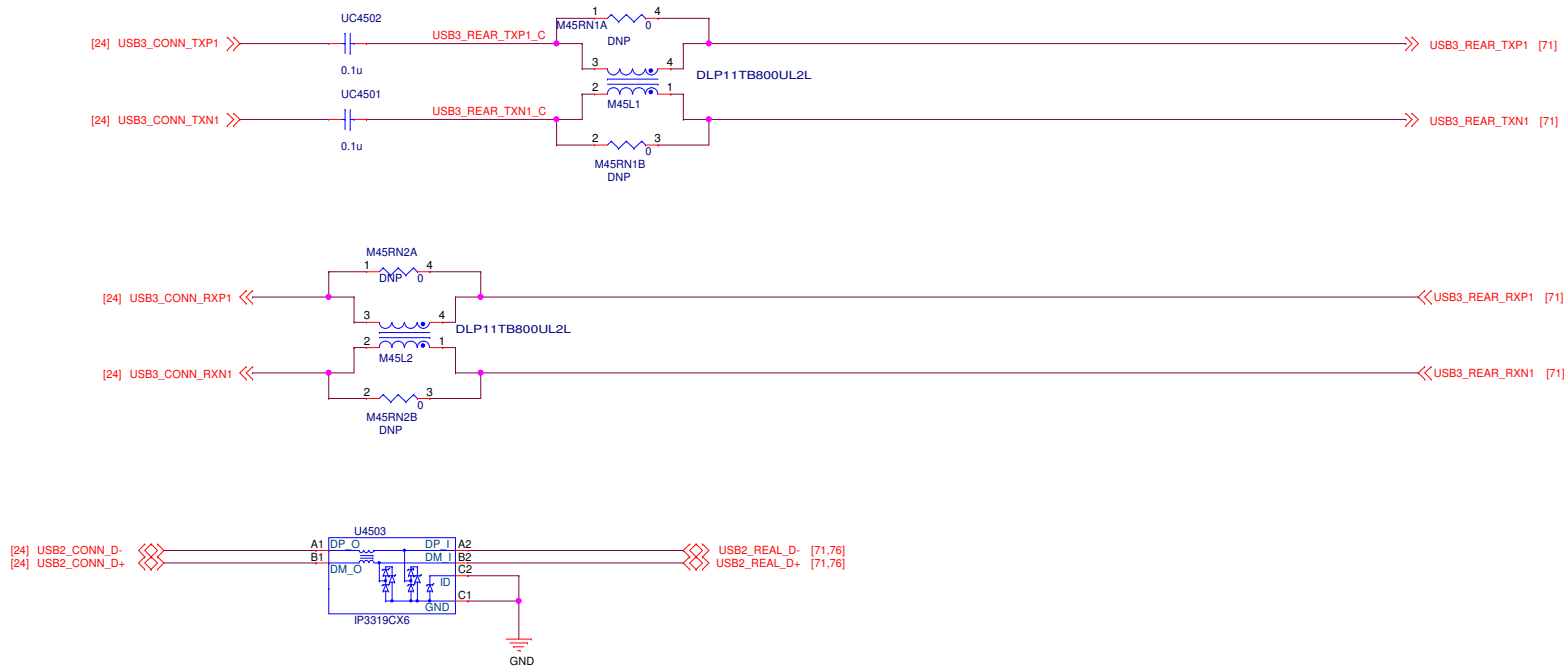 UC4502
1 4
M45RN1A 0
[24] USB3_CONN_TXP1 USB3_REAR_TXP1_C DNP USB3_REAR_TXP1 [71]
0.1u 3 4 DLP11TB800UL2L
UC4501 2 1
M45L1
[24] USB3_CONN_TXN1 USB3_REAR_TXN1_C USB3_REAR_TXN1 [71]
0.1u 2 3
0
M45RN1B
DNP
M45RN2A
1 4
DNP 0
[24] USB3_CONN_RXP1 USB3_REAR_RXP1 [71]
3 4 DLP11TB800UL2L
2 1
M45L2
[24] USB3_CONN_RXN1 USB3_REAR_RXN1 [71]
2 3
0
M45RN2B
DNP
U4503
[24] USB2_CONN_D- A1 DP_O DP_I A2 USB2_REAL_D- [71,76]
[24] USB2_CONN_D+ B1 DM_I B2 USB2_REAL_D+ [71,76]
DM_O C2
ID
C1
GND
IP3319CX6
GND